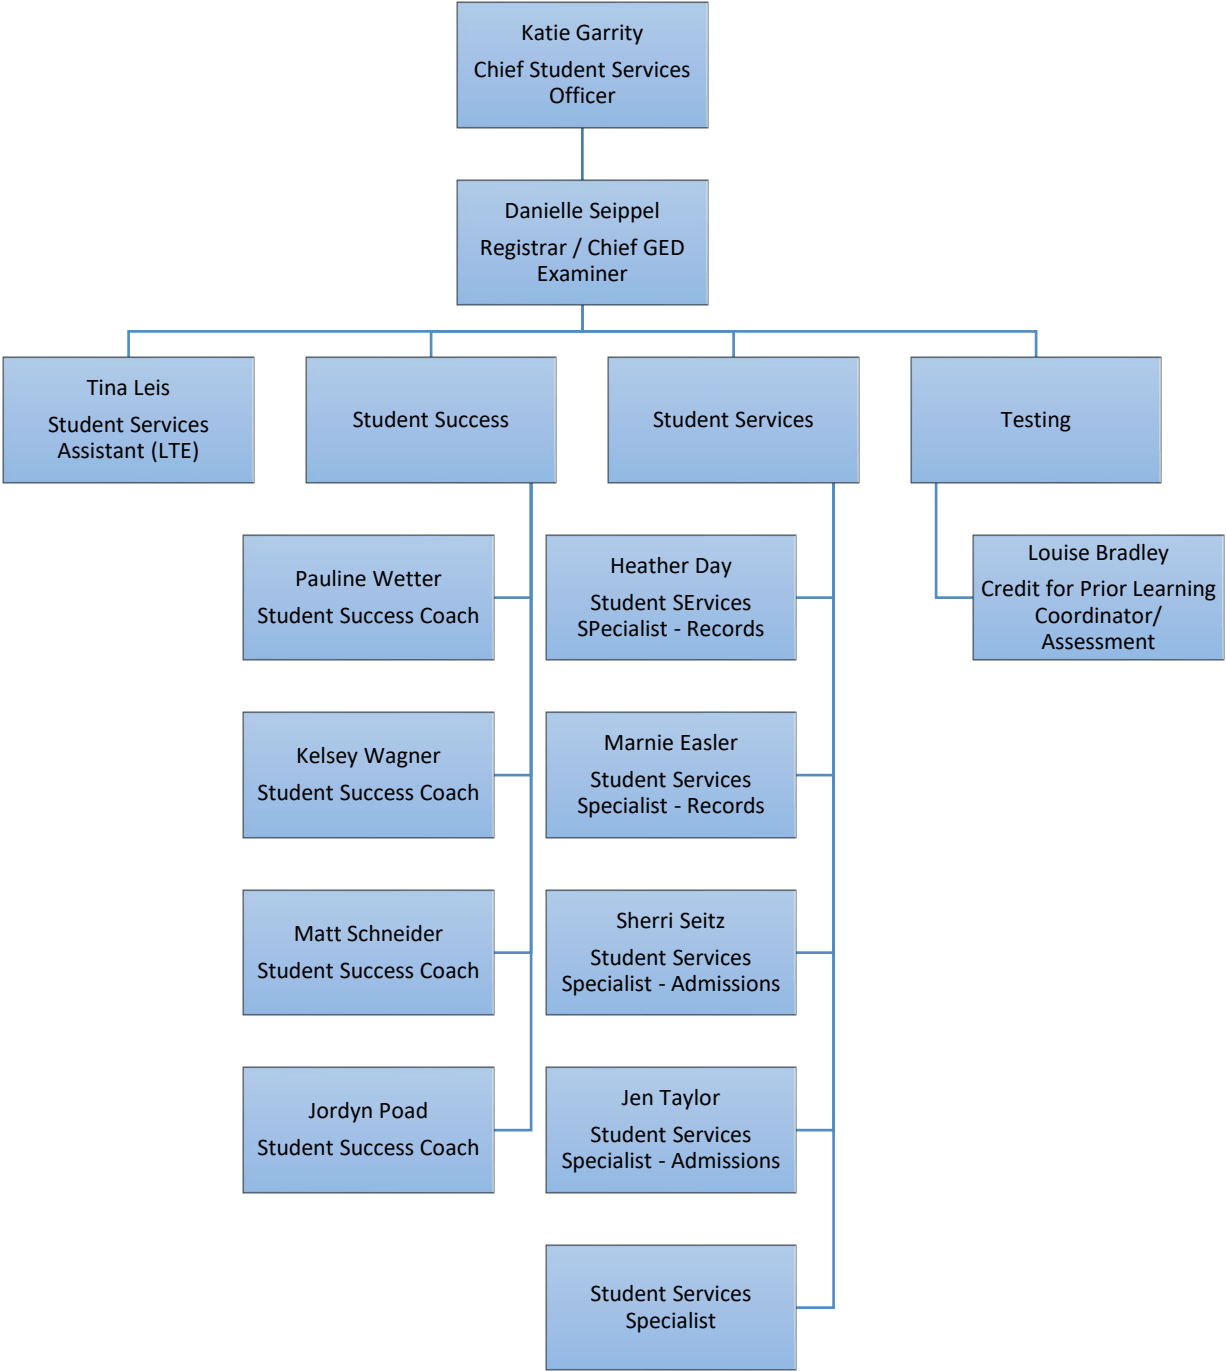 Katie Garrity
Chief Student Services
Officer
Danielle Seippel
Registrar / Chief GED
Examiner
Tina Leis
Student Services
Assistant (LTE)
Student Success
Student Services
Testing
Pauline Wetter
Student Success Coach
Kelsey Wagner
Student Success Coach
Matt Schneider
Student Success Coach
Jordyn Poad
Student Success Coach
Heather Day
Student SErvices
SPecialist - Records
Marnie Easler
Student Services
Specialist - Records
Sherri Seitz
Student Services
Specialist - Admissions
Jen Taylor
Student Services
Specialist - Admissions
Student Services
Specialist
Louise Bradley
Credit for Prior Learning
Coordinator/
Assessment